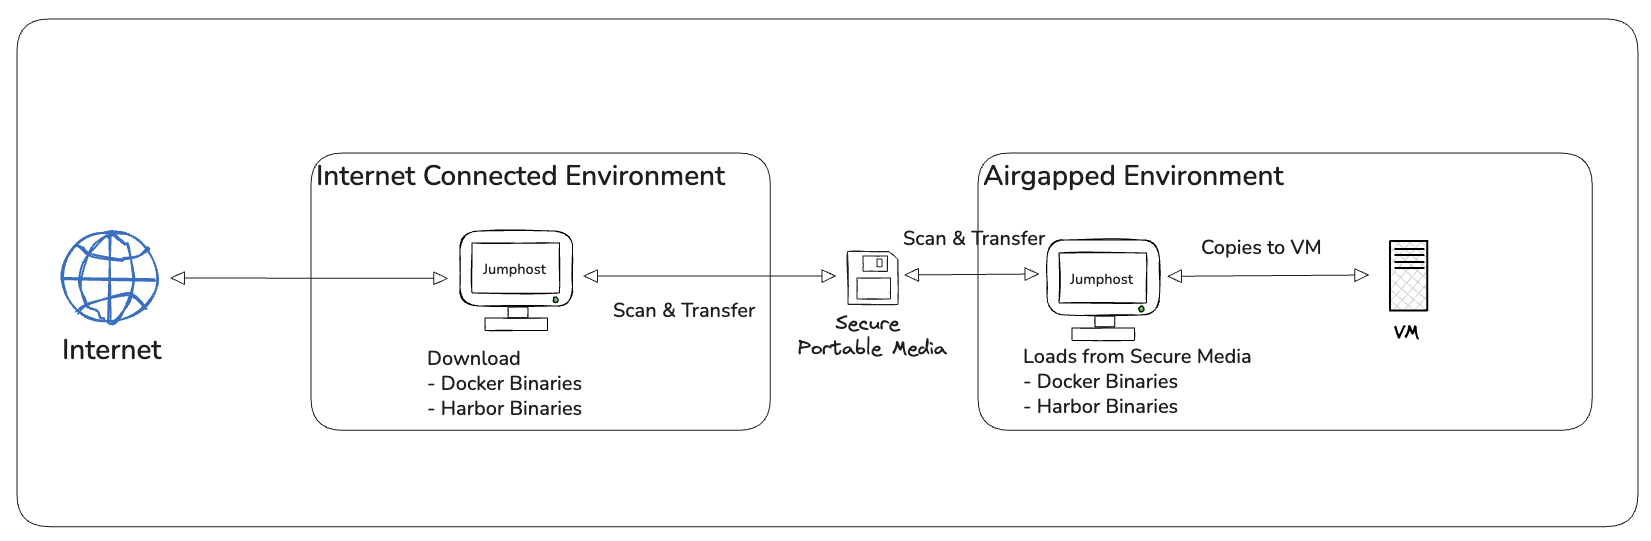 Internet
Internet Connected Environment
Jumphost
Download
- Docker Binaries
- Harbor Binaries
Scan & Transfer
Secure
Portable Media
Scan & Transfer
Airgapped Environment
Jumphost
Loads from Secure Media
- Docker Binaries
- Harbor Binaries
Copies to VM
VM